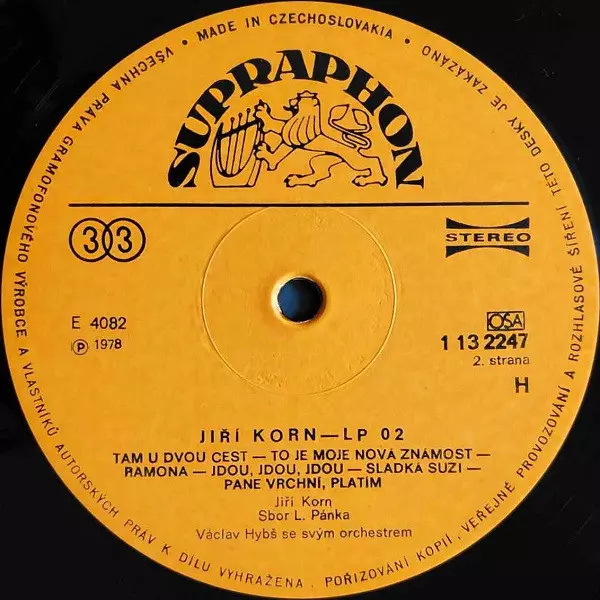 VŠECHNA PRÁVA GRAMOFONOVÉHO VÝROBCE A VLASTNÍKŮ AUTORSKÝCH PRÁV K DÍLU VYHRAŽENA. POŘIZOVÁNÍ KOPIÍ, VEŘEJNÉ PROVOZOVÁNÍ A ROZHLASOVÉ ŠÍŘENÍ TÉTO DESKY JE ZAKÁZÁNO • MADE IN CZECHOSLOVAKIA •
SUPRAPHON
33
STEREO
E 4082
℗ 1978
OSA
1 13 2247
2. strana
H
JIŘÍ KORN—LP 02
TAM U DVOU CEST — TO JE MOJE NOVÁ ZNÁMOST —
RAMONA — JDOU, JDOU, JDOU — SLADKÁ SUZI —
PANE VRCHNÍ, PLATÍM
Jiří Korn
Sbor L. Pánka
Václav Hybš se svým orchestrem